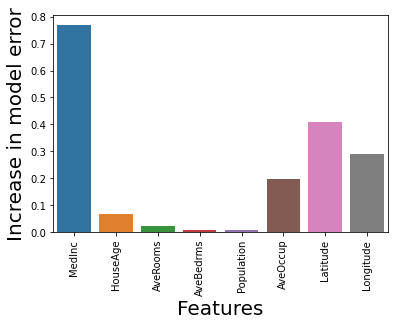 Increase in model error
0.8
0.7
0.6
0.5
0.4
0.3
0.2
0.1
0.0
MedInc
HouseAge
AveRooms
AveBedrms
Population
AveOccup
Latitude
Longitude
Features